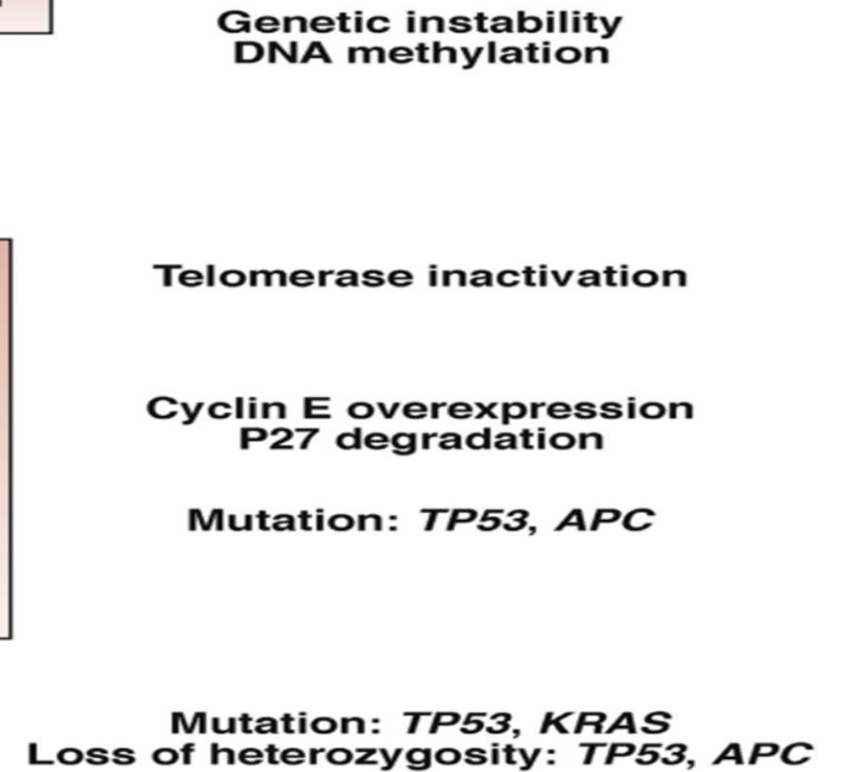 Genetic instability
DNA methylation
Telomerase inactivation
Cyclin E overexpression
P27 degradation
Mutation: TP53, APC
Mutation: TP53, KRAS
Loss of heterozygosity: TP53, APC